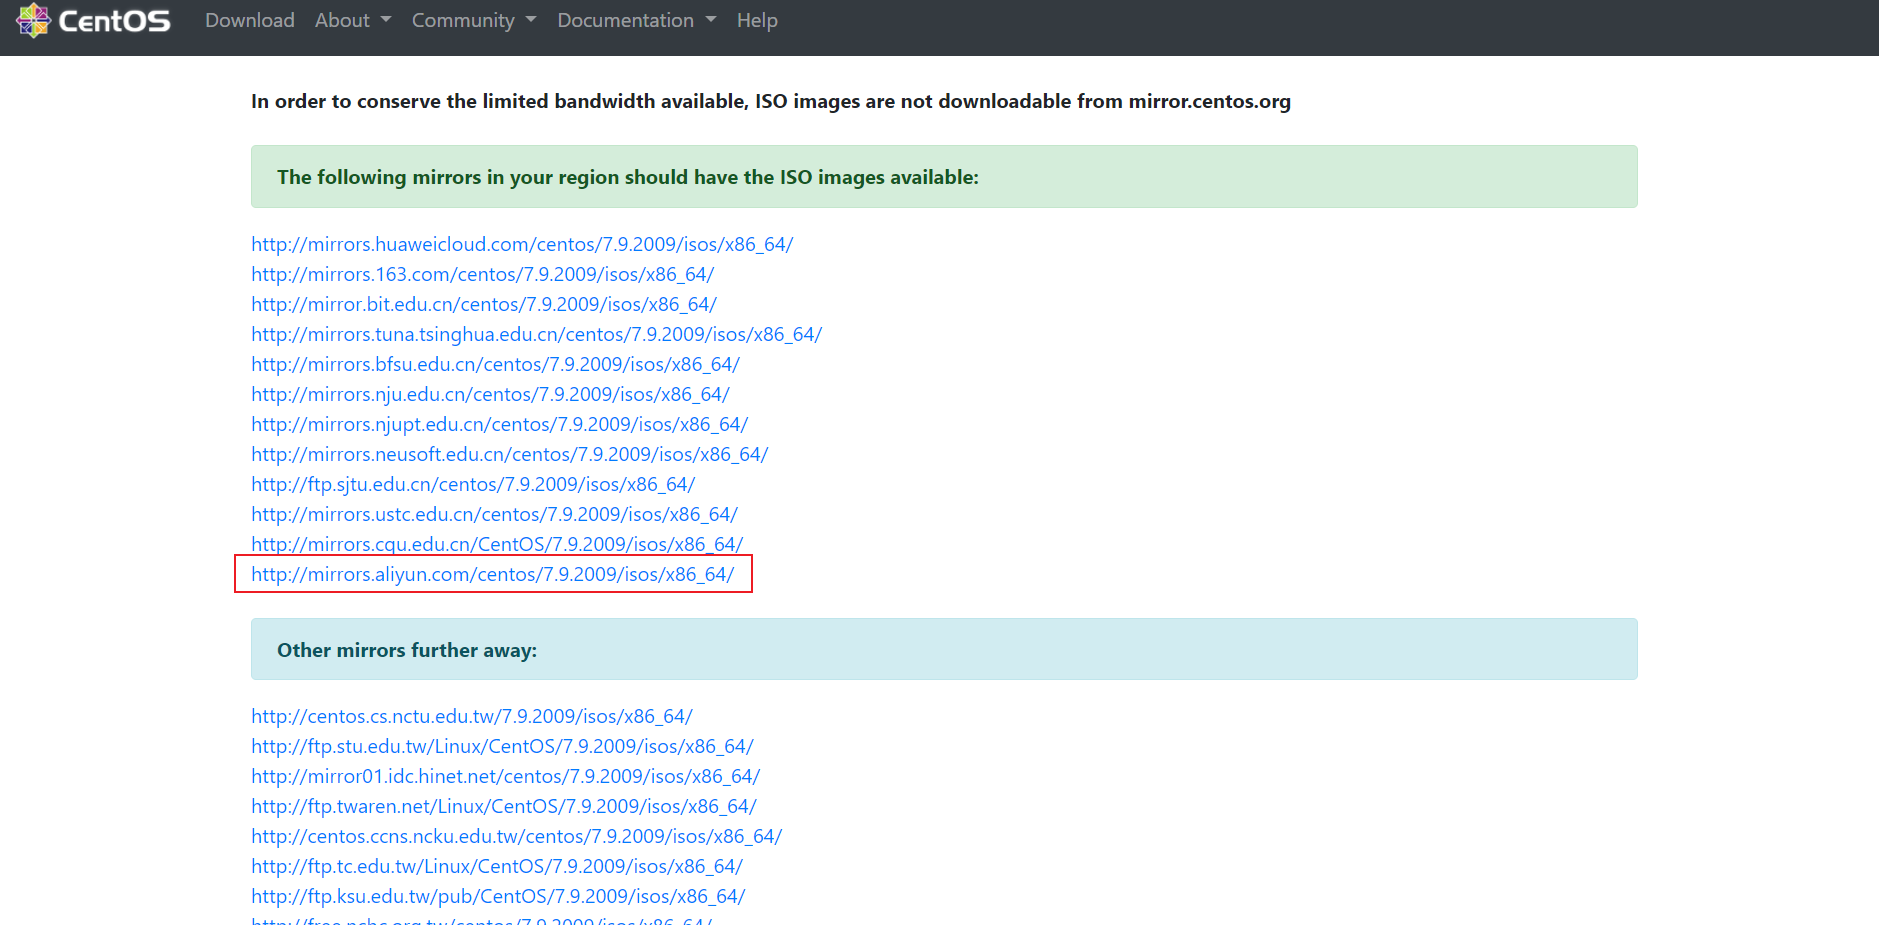 CentOS Download About Community Documentation Help
In order to conserve the limited bandwidth available, ISO images are not downloadable from mirror.centos.org
The following mirrors in your region should have the ISO images available:
http://mirrors.huaweicloud.com/centos/7.9.2009/isos/x86_64/
http://mirrors.163.com/centos/7.9.2009/isos/x86_64/
http://mirror.bit.edu.cn/centos/7.9.2009/isos/x86_64/
http://mirrors.tuna.tsinghua.edu.cn/centos/7.9.2009/isos/x86_64/
http://mirrors.bfsu.edu.cn/centos/7.9.2009/isos/x86_64/
http://mirrors.nju.edu.cn/centos/7.9.2009/isos/x86_64/
http://mirrors.njupt.edu.cn/centos/7.9.2009/isos/x86_64/
http://mirrors.neusoft.edu.cn/centos/7.9.2009/isos/x86_64/
http://ftp.sjtu.edu.cn/centos/7.9.2009/isos/x86_64/
http://mirrors.ustc.edu.cn/centos/7.9.2009/isos/x86_64/
http://mirrors.cqu.edu.cn/CentOS/7.9.2009/isos/x86_64/
http://mirrors.aliyun.com/centos/7.9.2009/isos/x86_64/
Other mirrors further away:
http://centos.cs.nctu.edu.tw/7.9.2009/isos/x86_64/
http://ftp.stu.edu.tw/Linux/CentOS/7.9.2009/isos/x86_64/
http://mirror01.idc.hinet.net/centos/7.9.2009/isos/x86_64/
http://ftp.twaren.net/Linux/CentOS/7.9.2009/isos/x86_64/
http://centos.ccns.ncku.edu.tw/centos/7.9.2009/isos/x86_64/
http://ftp.tc.edu.tw/Linux/CentOS/7.9.2009/isos/x86_64/
http://ftp.ksu.edu.tw/pub/CentOS/7.9.2009/isos/x86_64/
http://free.nchc.org.tw/centos/7.9.2009/isos/x86_64/